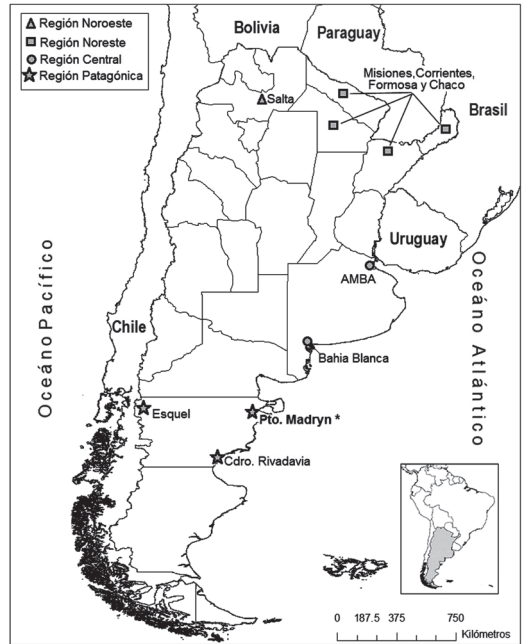 Región Noroeste
Región Noreste
Región Central
Región Patagónica
Bolivia
Paraguay
Misiones,Corrientes,
Formosa y Chaco
Salta
Brasil
Uruguay
AMBA
Océano Pacífico
Océano Atlántico
Chile
Bahia Blanca
Esquel
Pto. Madryn *
Cdro. Rivadavia
0 187.5 375 750
Kilómetros